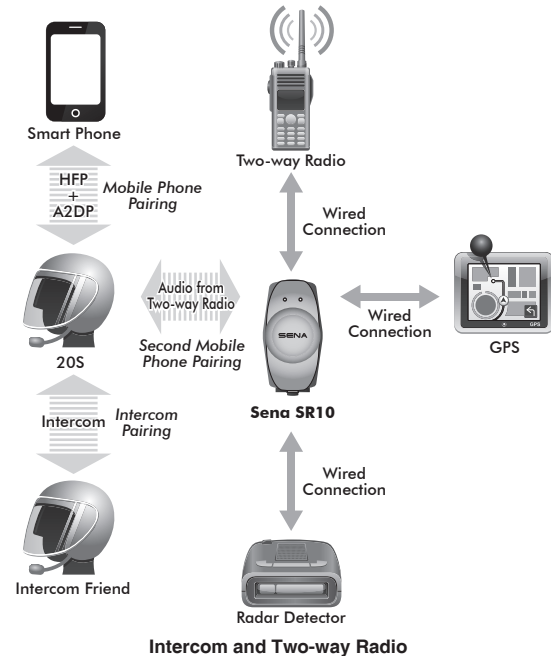 Smart Phone
Two-way Radio
HFP
+
A2DP
Mobile Phone
Pairing
Wired
Connection
20S
Audio from
Two-way Radio
Second Mobile
Phone Pairing
SENA
Sena SR10
Wired
Connection
GPS
GPS
Intercom
Intercom
Pairing
Wired
Connection
Intercom Friend
Radar Detector
Intercom and Two-way Radio